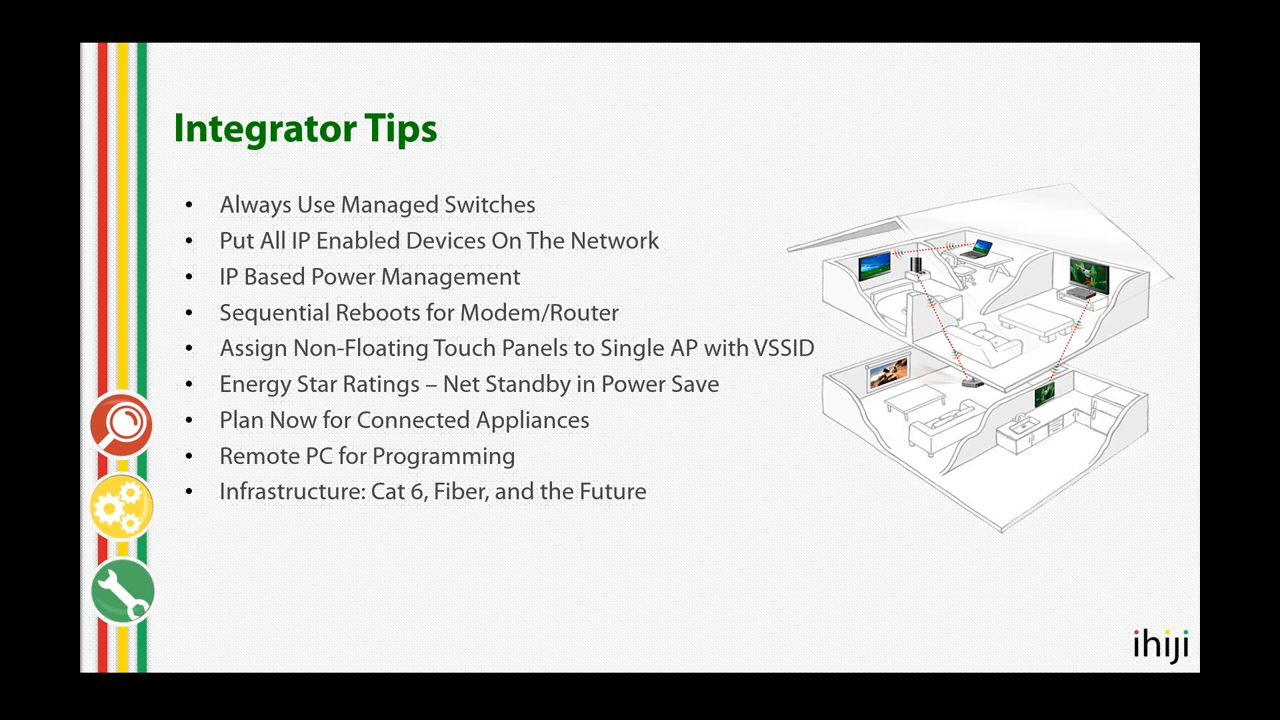 Integrator Tips
• Always Use Managed Switches
• Put All IP Enabled Devices On The Network
• IP Based Power Management
• Sequential Reboots for Modem/Router
• Assign Non-Floating Touch Panels to Single AP with VSSID
• Energy Star Ratings – Net Standby in Power Save
• Plan Now for Connected Appliances
• Remote PC for Programming
• Infrastructure: Cat 6, Fiber, and the Future
ihiji